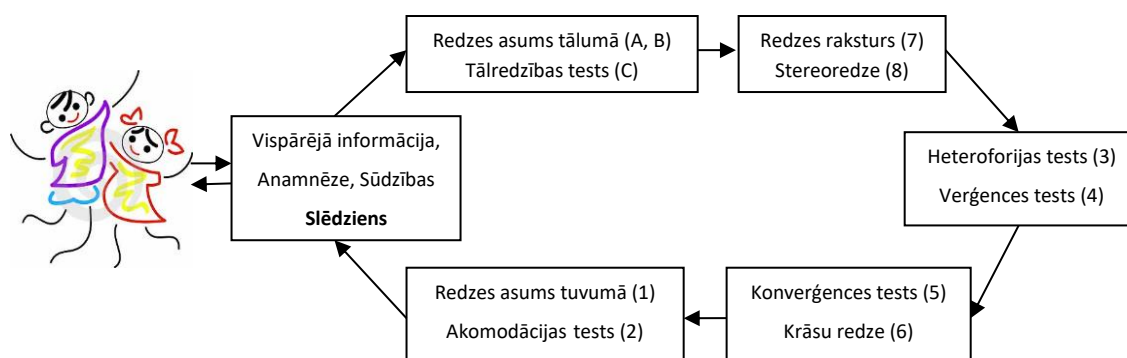 Redzes asums tālumā (A, B)
Tālredzības tests (C)
Redzes raksturs (7)
Stereoredze (8)
Vispārējā informācija,
Anamnēze, Sūdzības
Slēdziens
Heteroforijas tests (3)
Verģences tests (4)
Redzes asums tuvumā (1)
Akomodācijas tests (2)
Konverģences tests (5)
Krāsu redze (6)